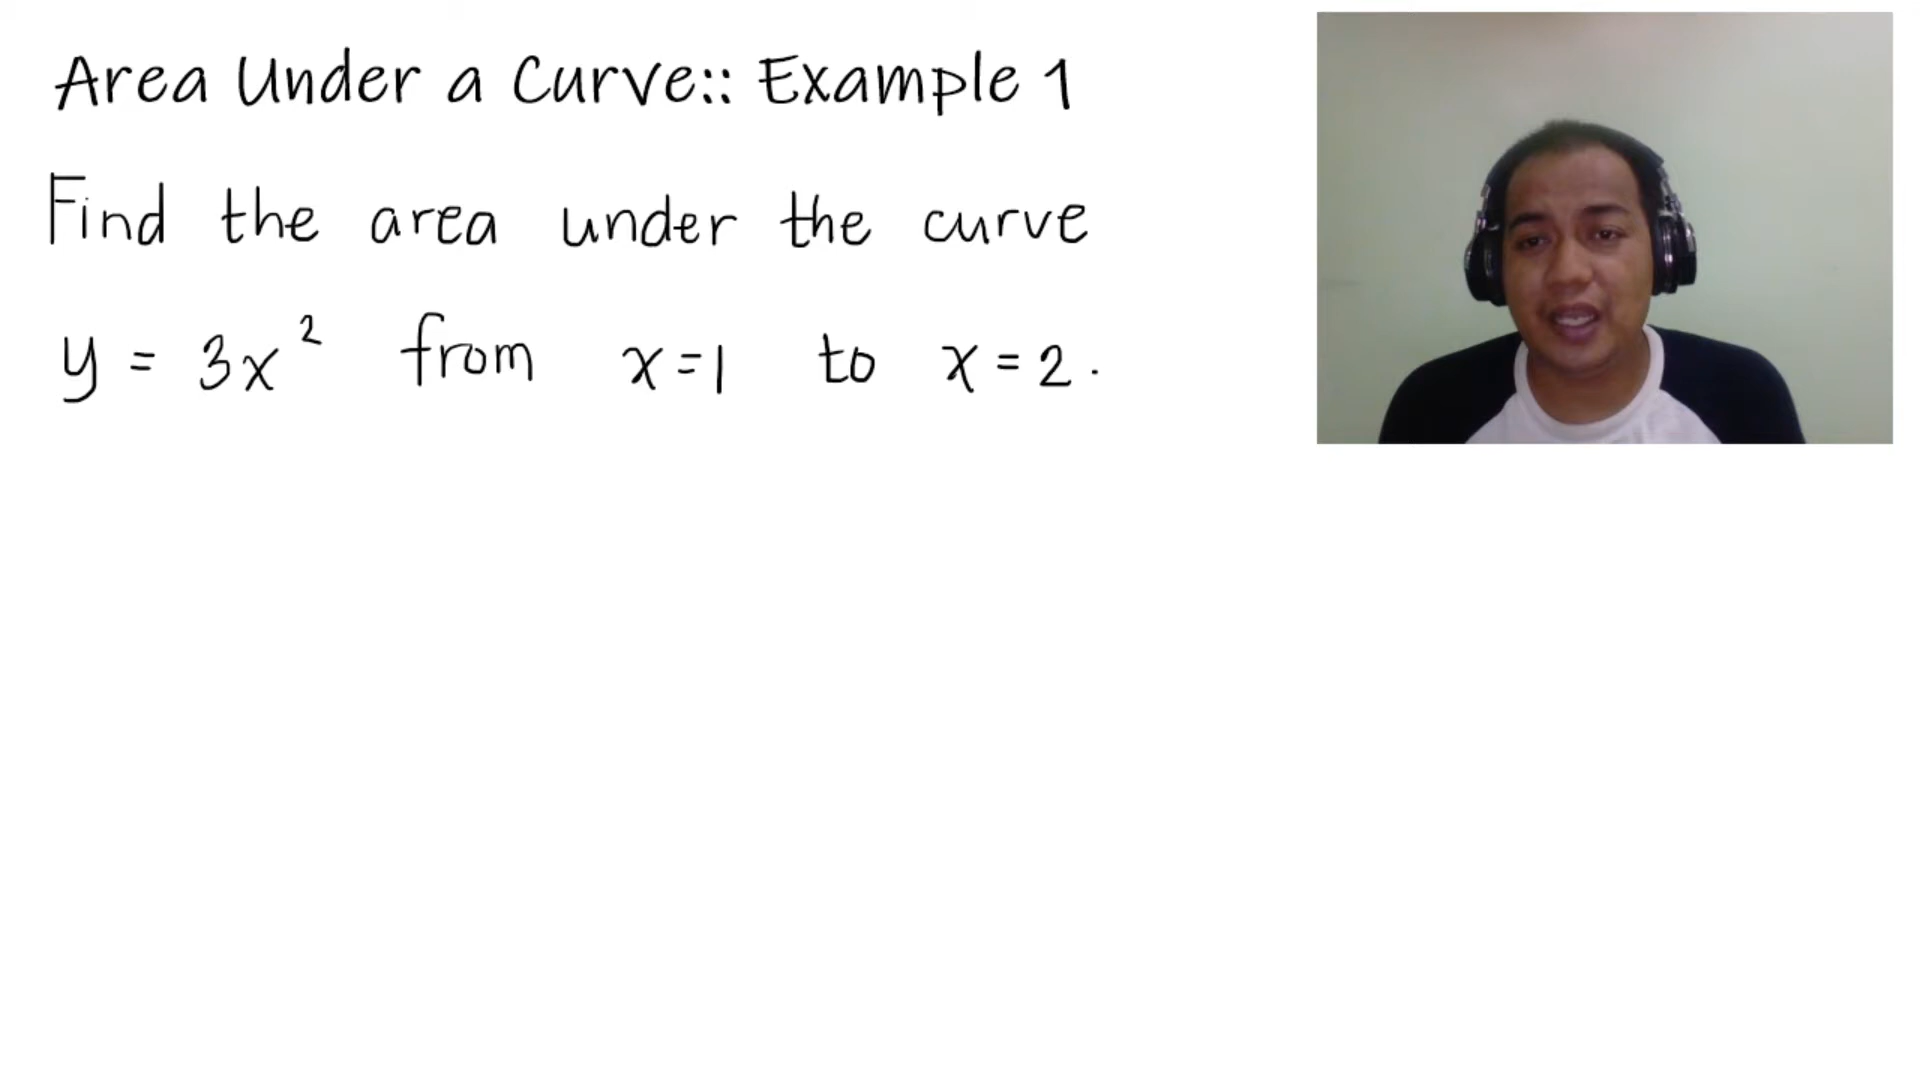 Area Under a Curve:: Example 1
Find the area under the curve
y = 3x² from x=1 to x=2.